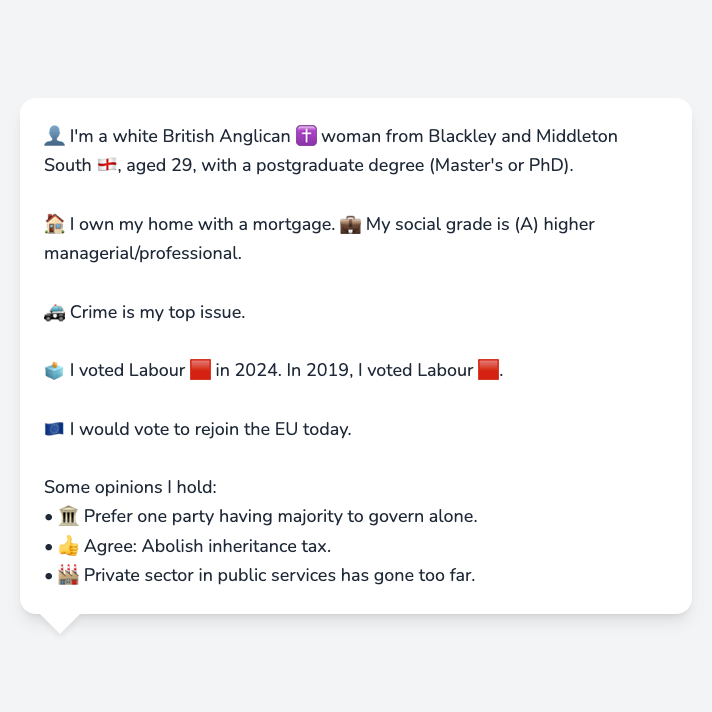 👤 I'm a white British Anglican ✝️ woman from Blackley and Middleton
South 🏴󠁧󠁢󠁥󠁮󠁧󠁿, aged 29, with a postgraduate degree (Master's or PhD).
🏠 I own my home with a mortgage. 💼 My social grade is (A) higher
managerial/professional.
🚓 Crime is my top issue.
🗳️ I voted Labour 🟥 in 2024. In 2019, I voted Labour 🟥.
🇪🇺 I would vote to rejoin the EU today.
Some opinions I hold:
• 🏛️ Prefer one party having majority to govern alone.
• 👍 Agree: Abolish inheritance tax.
• 🏭 Private sector in public services has gone too far.